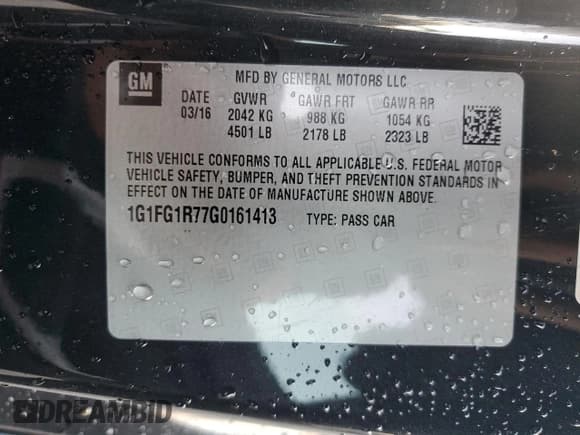 GM
MFD BY GENERAL MOTORS LLC
DATE GVWR GAWR FRT GAWR RR
03/16 2042 KG 988 KG 1054 KG
4501 LB 2178 LB 2323 LB
THIS VEHICLE CONFORMS TO ALL APPLICABLE U.S. FEDERAL MOTOR
VEHICLE SAFETY, BUMPER, AND THEFT PREVENTION STANDARDS IN
EFFECT ON THE DATE OF MANUFACTURE SHOWN ABOVE.
1G1FG1R77G0161413 TYPE: PASS CAR
DREAMBID